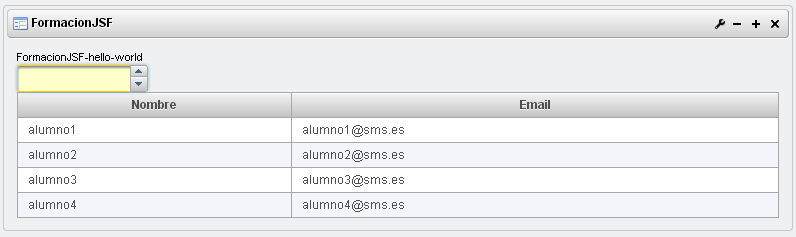 FormacionJSF
FormacionJSF-hello-world
Nombre Email
alumno1 alumno1@sms.es
alumno2 alumno2@sms.es
alumno3 alumno3@sms.es
alumno4 alumno4@sms.es